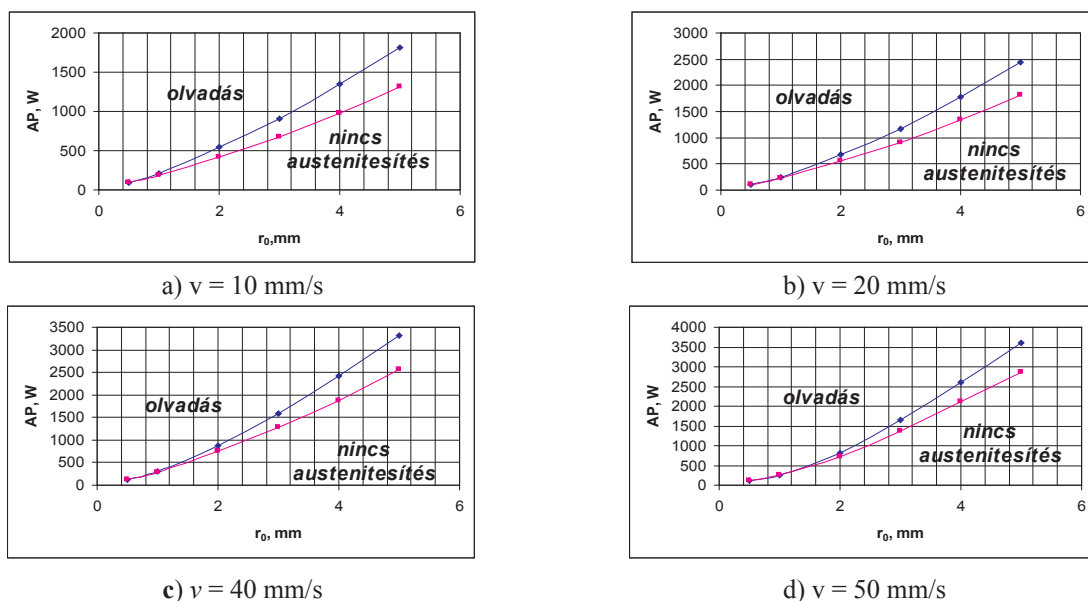 2000
1500
1000
500
0
AP, W
olvadás
nincs
austenitesítés
0 2 4 6
r₀,mm
a) v = 10 mm/s
3000
2500
2000
1500
1000
500
0
AP, W
olvadás
nincs
austenitesítés
0 2 4 6
r₀, mm
b) v = 20 mm/s
3500
3000
2500
2000
1500
1000
500
0
AP, W
olvadás
nincs
austenitesítés
0 2 4 6
r₀, mm
c) v = 40 mm/s
4000
3500
3000
2500
2000
1500
1000
500
0
AP, W
olvadás
nincs
austenitesítés
0 2 4 6
r₀, mm
d) v = 50 mm/s